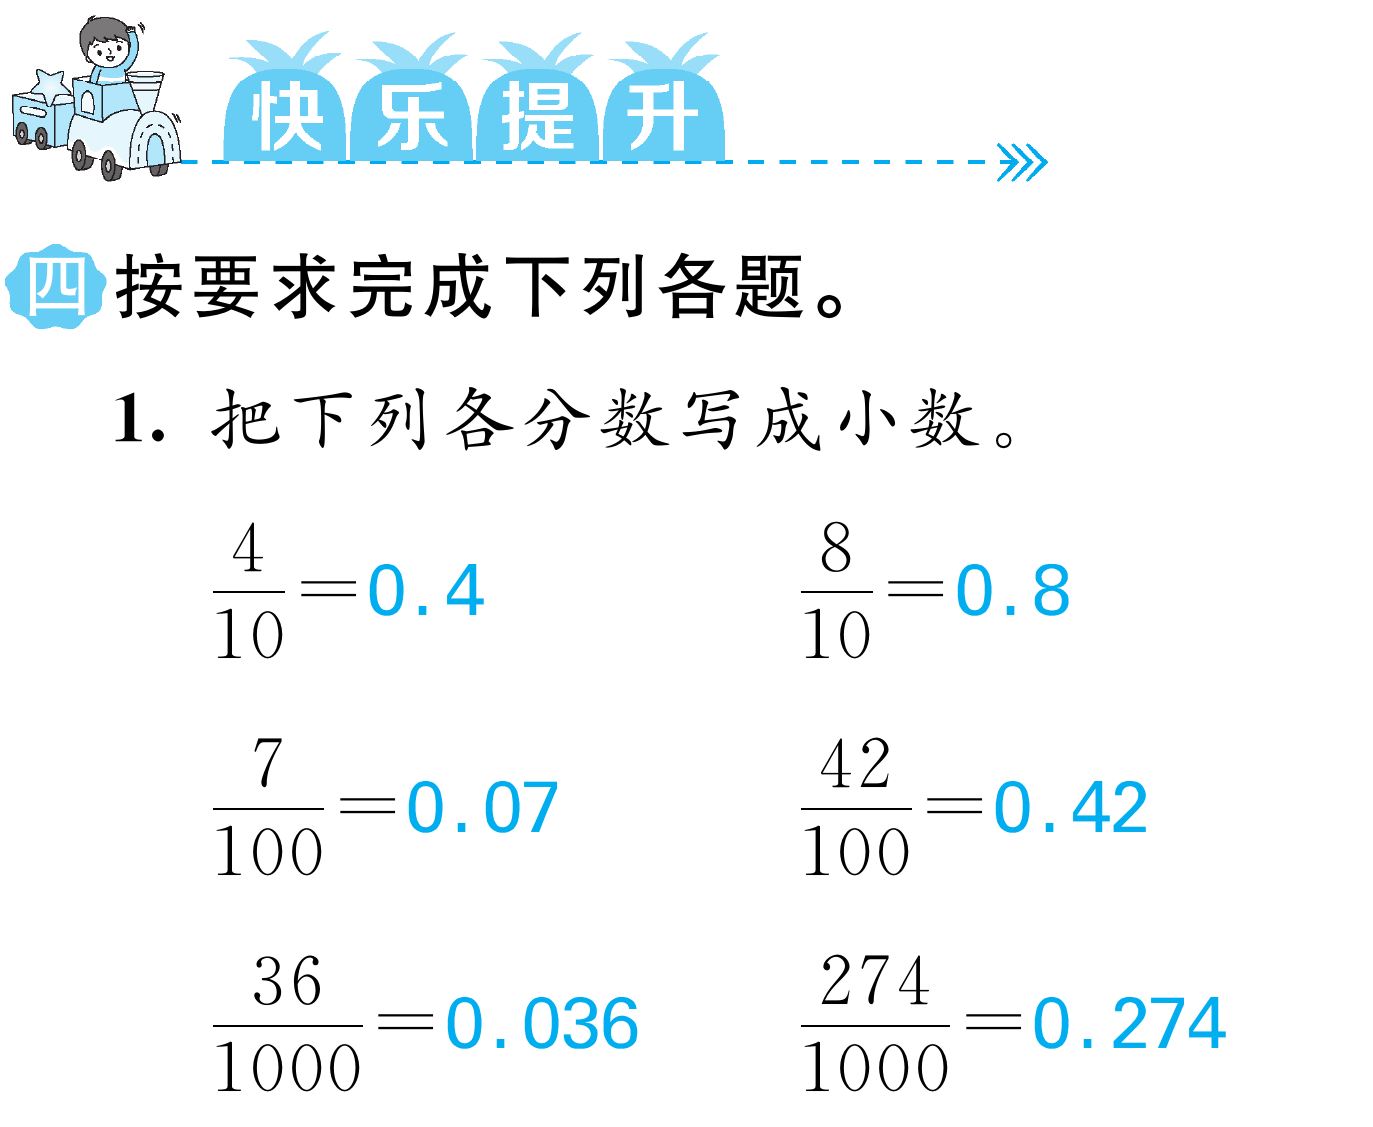 快乐提升
四 按要求完成下列各题。
1. 把下列各分数写成小数。
4/10=0.4 8/10=0.8
7/100=0.07 42/100=0.42
36/1000=0.036 274/1000=0.274